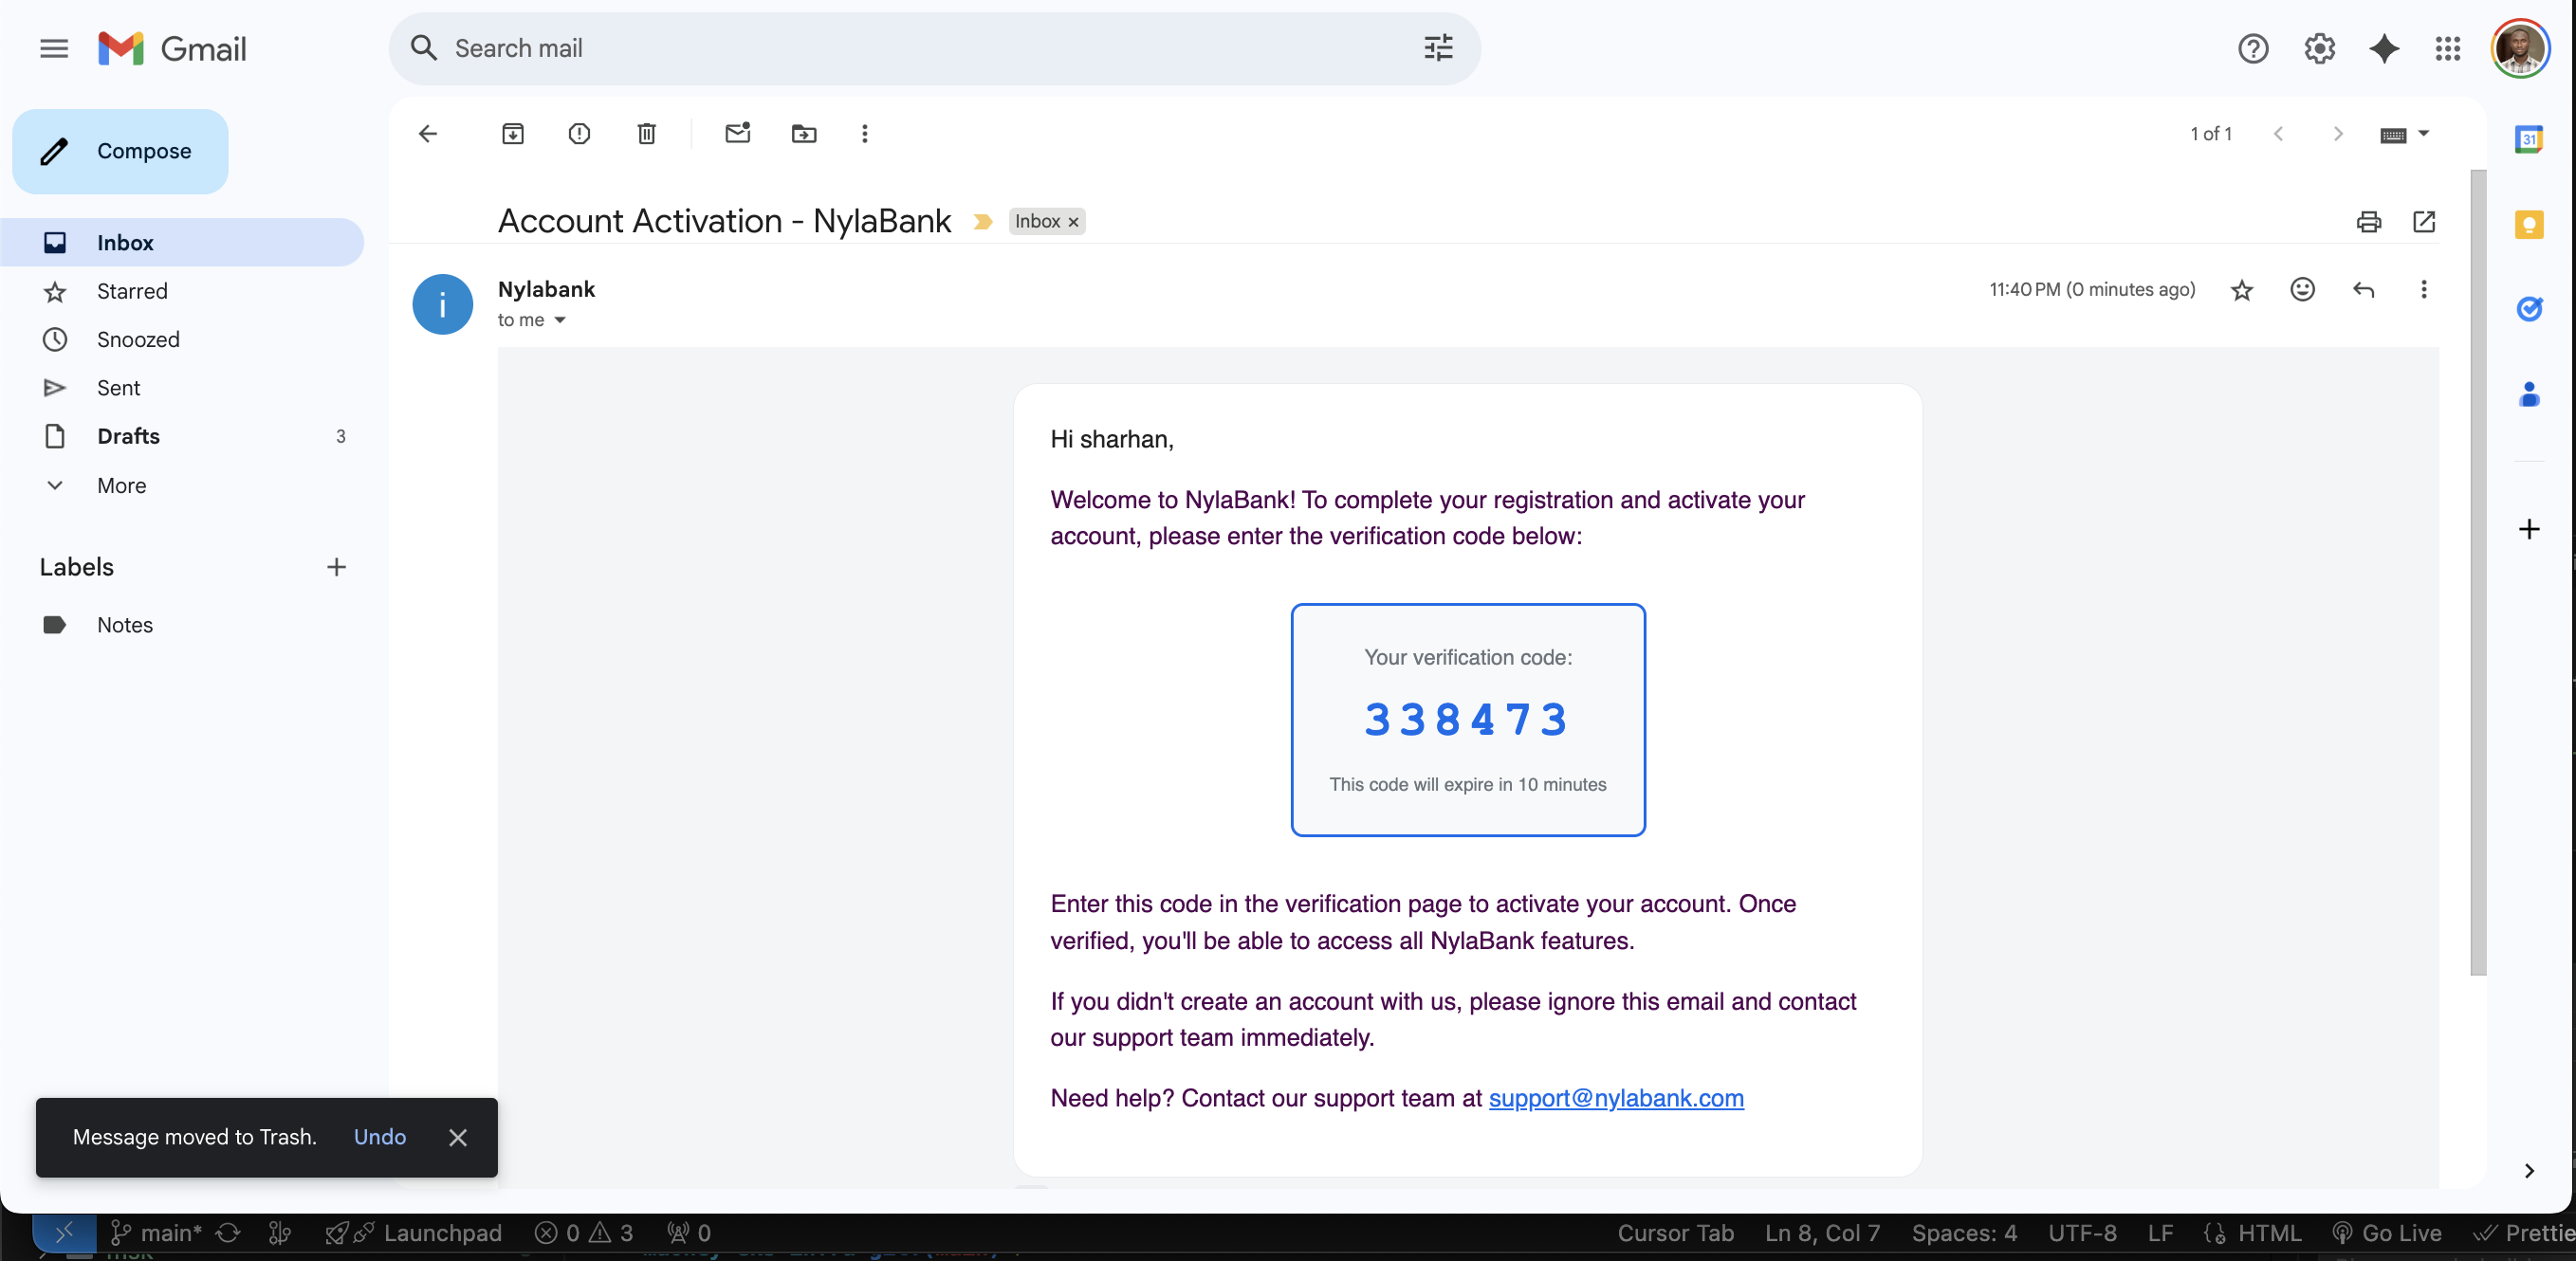 Gmail
Search mail
Compose
Inbox
Starred
Snoozed
Sent
Drafts 3
More
Labels
Notes
1 of 1
31
Account Activation - NylaBank
Inbox ×
i
Nylabank
to me
11:40 PM (0 minutes ago)
Hi sharhan,
Welcome to NylaBank! To complete your registration and activate your
account, please enter the verification code below:
Your verification code:
338473
This code will expire in 10 minutes
Enter this code in the verification page to activate your account. Once
verified, you'll be able to access all NylaBank features.
If you didn't create an account with us, please ignore this email and contact
our support team immediately.
Need help? Contact our support team at support@nylabank.com
Message moved to Trash. Undo
main* Launchpad 0 3 0
Cursor Tab Ln 8, Col 7 Spaces: 4 UTF-8 LF HTML Go Live Prettie